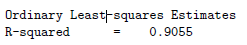 Ordinary Least-squares Estimates
R-squared = 0.9055